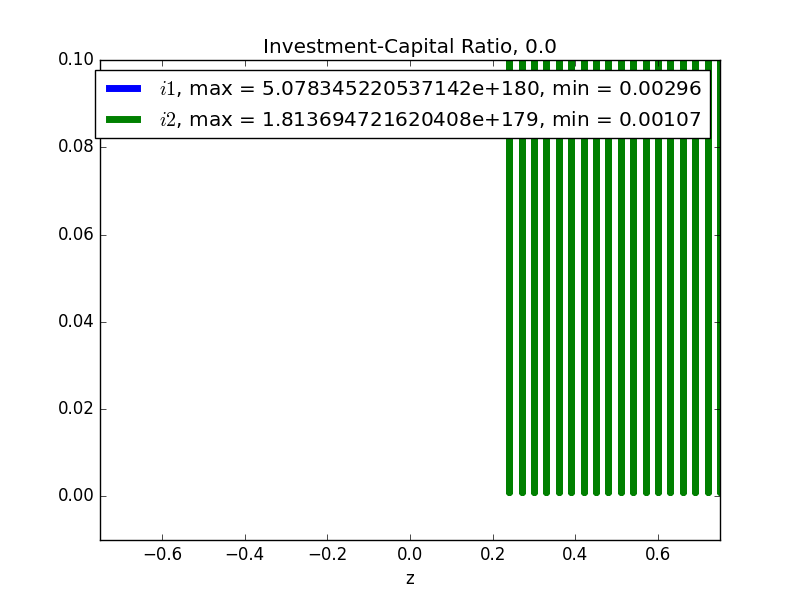 Investment-Capital Ratio, 0.0
0.10
i1, max = 5.078345220537142e+180, min = 0.00296
i2, max = 1.813694721620408e+179, min = 0.00107
0.08
0.06
0.04
0.02
0.00
−0.6 −0.4 −0.2 0.0 0.2 0.4 0.6
z